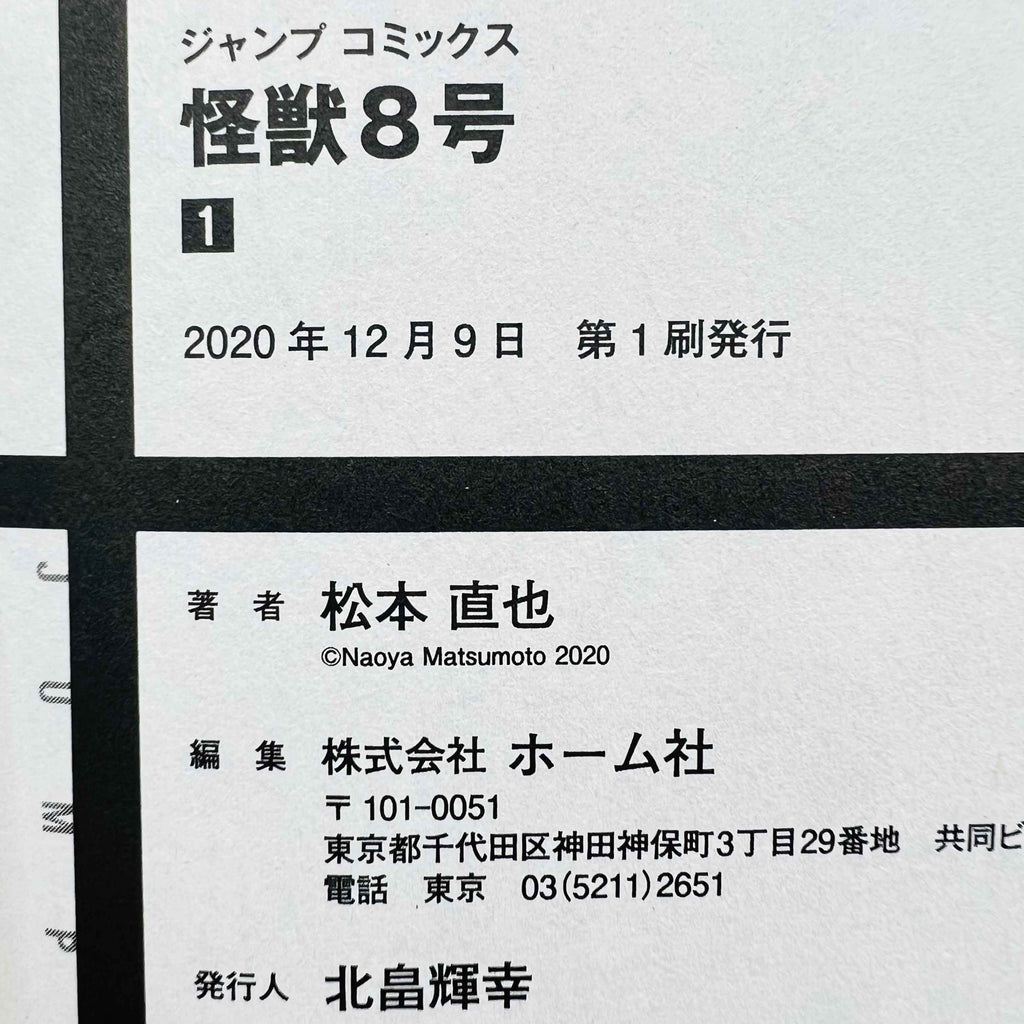 ジャンプ コミックス
怪獣8号
1
2020年12月9日　第1刷発行
著　者　松本 直也
©Naoya Matsumoto 2020
編　集　株式会社 ホーム社
〒101-0051
東京都千代田区神田神保町3丁目29番地　共同ビ
電話　東京　03(5211)2651
発行人　北畠輝幸
JUMP